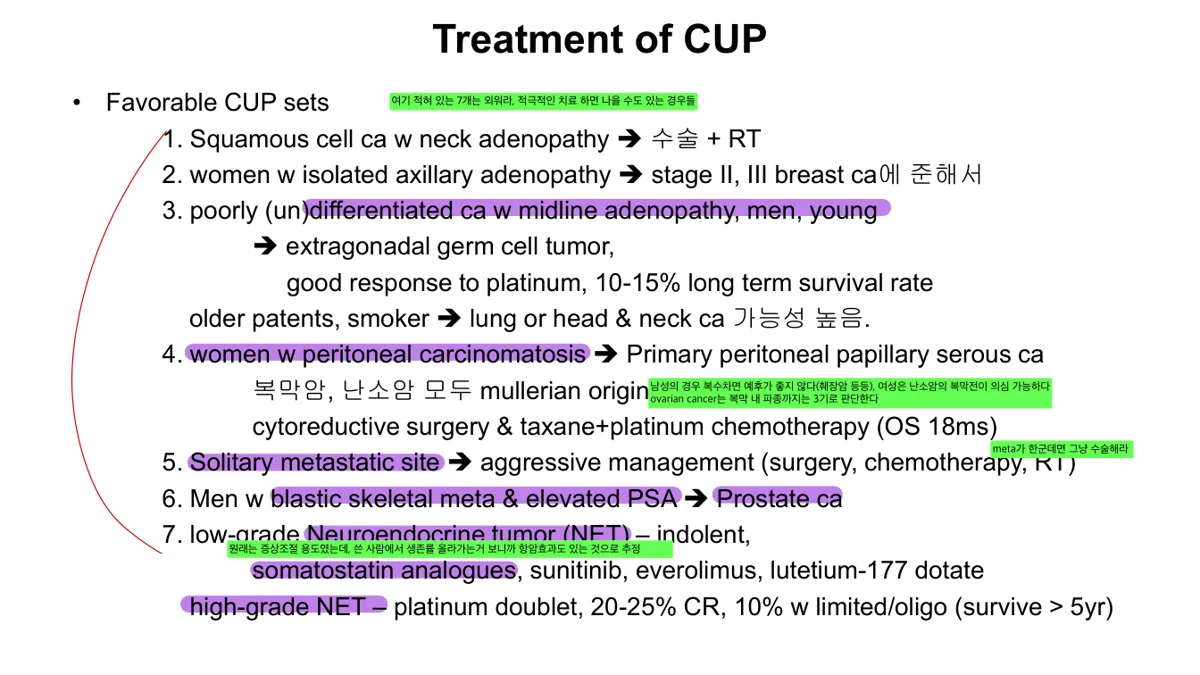 Treatment of CUP
• Favorable CUP sets
여기 적혀 있는 7개는 외워라, 적극적인 치료 하면 나을 수도 있는 경우들
1. Squamous cell ca w neck adenopathy ➔ 수술 + RT
2. women w isolated axillary adenopathy ➔ stage II, III breast ca에 준해서
3. poorly (un)differentiated ca w midline adenopathy, men, young
➔ extragonadal germ cell tumor,
good response to platinum, 10-15% long term survival rate
older patents, smoker ➔ lung or head & neck ca 가능성 높음.
4. women w peritoneal carcinomatosis ➔ Primary peritoneal papillary serous ca
복막암, 난소암 모두 mullerian origin
남성의 경우 복수차면 예후가 좋지 않다(췌장암 등등), 여성은 난소암의 복막전이 의심 가능하다
ovarian cancer는 복막 내 파종까지는 3기로 판단한다
cytoreductive surgery & taxane+platinum chemotherapy (OS 18ms)
meta가 한군데면 그냥 수술해라
5. Solitary metastatic site ➔ aggressive management (surgery, chemotherapy, RT)
6. Men w blastic skeletal meta & elevated PSA ➔ Prostate ca
7. low-grade Neuroendocrine tumor (NET) – indolent,
원래는 증상조절 용도였는데, 쓴 사람에서 생존률 올라가는거 보니까 항암효과도 있는 것으로 추정
somatostatin analogues, sunitinib, everolimus, lutetium-177 dotate
high-grade NET – platinum doublet, 20-25% CR, 10% w limited/oligo (survive > 5yr)